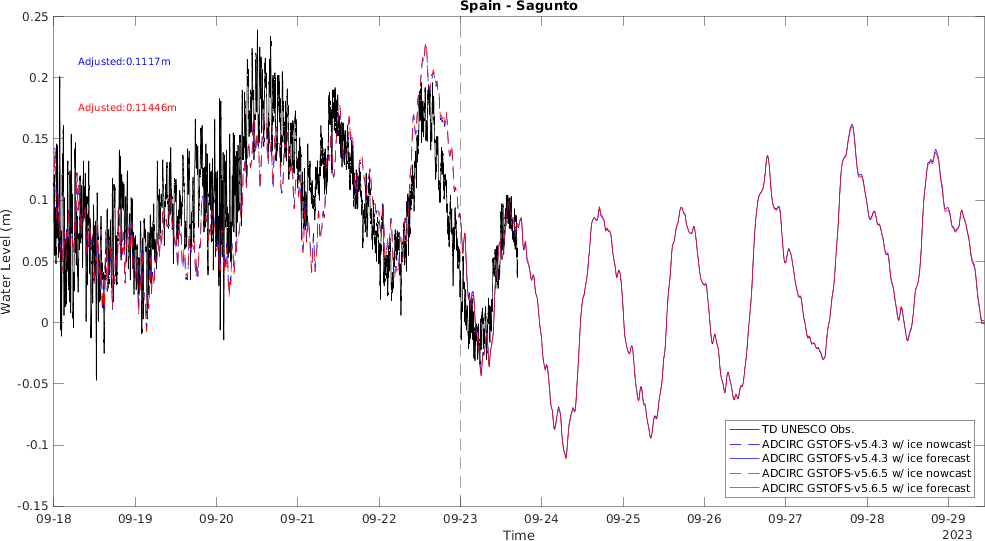 Spain - Sagunto
0.25
0.2
0.15
0.1
0.05
0
-0.05
-0.1
-0.15
Water Level (m)
Adjusted:0.1117m
Adjusted:0.11446m
TD UNESCO Obs.
ADCIRC GSTOFS-v5.4.3 w/ ice nowcast
ADCIRC GSTOFS-v5.4.3 w/ ice forecast
ADCIRC GSTOFS-v5.6.5 w/ ice nowcast
ADCIRC GSTOFS-v5.6.5 w/ ice forecast
09-18 09-19 09-20 09-21 09-22 09-23 09-24 09-25 09-26 09-27 09-28 09-29
Time
2023